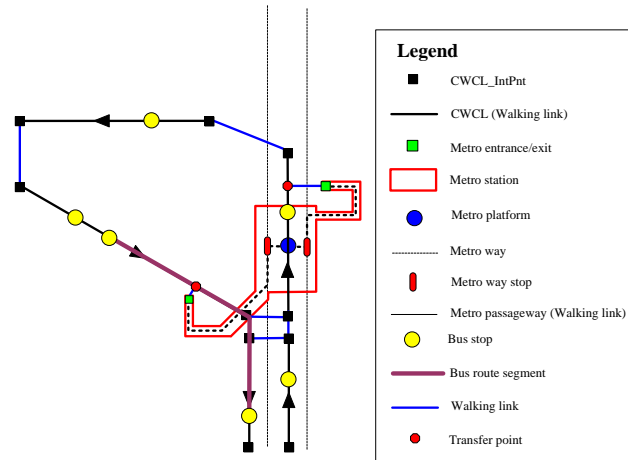 Legend
CWCL_IntPnt
CWCL (Walking link)
Metro entrance/exit
Metro station
Metro platform
Metro way
Metro way stop
Metro passageway (Walking link)
Bus stop
Bus route segment
Walking link
Transfer point